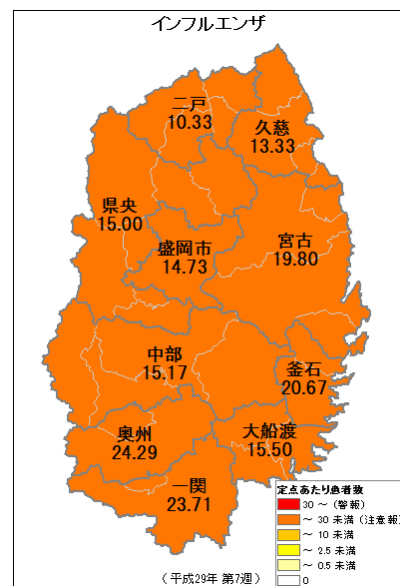 インフルエンザ
二戸
10.33
久慈
13.33
県央
15.00
盛岡市
14.73
宮古
19.80
中部
15.17
釜石
20.67
奥州
24.29
大船渡
15.50
一関
23.71
定点あたり患者数
30 ～ (警報)
～ 30 未満 (注意報)
～ 10 未満
～ 2.5 未満
～ 0.5 未満
0
(平成29年 第7週)